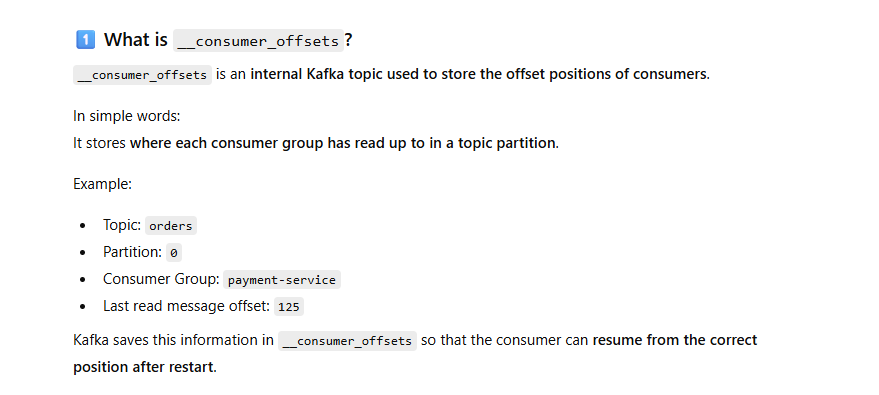 1 What is __consumer_offsets?
__consumer_offsets is an internal Kafka topic used to store the offset positions of consumers.
In simple words:
It stores where each consumer group has read up to in a topic partition.
Example:
• Topic: orders
• Partition: 0
• Consumer Group: payment-service
• Last read message offset: 125
Kafka saves this information in __consumer_offsets so that the consumer can resume from the correct
position after restart.